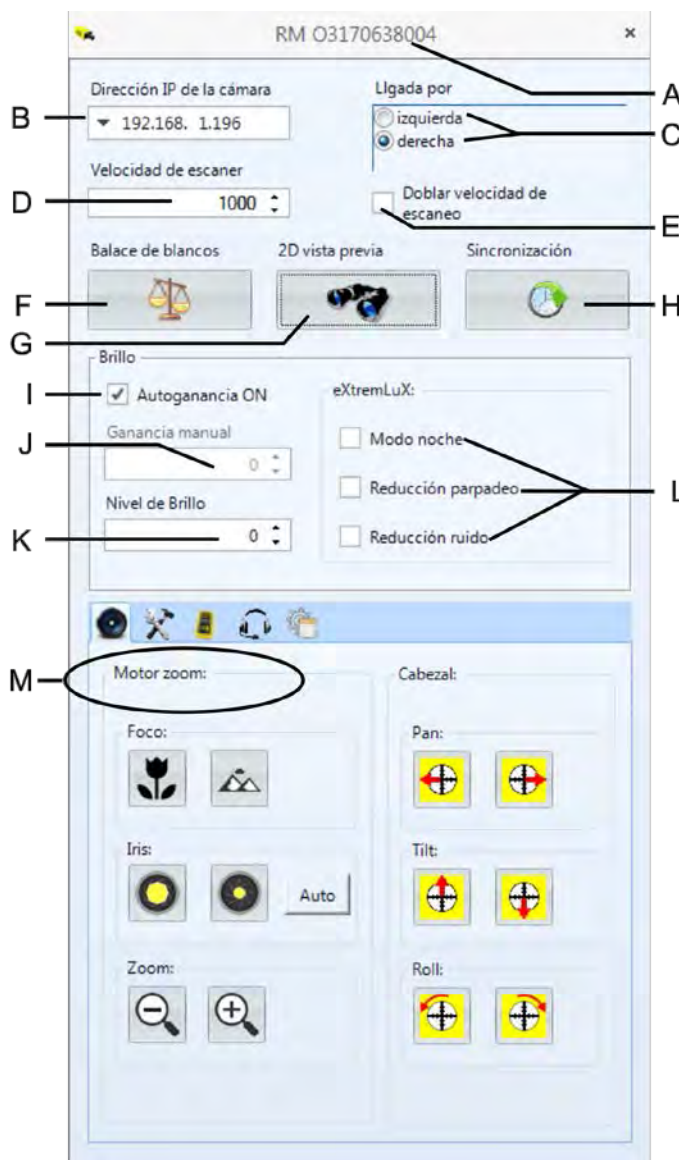 RM O3170638004
A
Dirección IP de la cámara
LIgada por
B
192.168. 1.196
izquierda
C
derecha
Velocidad de escaner
D
1000
Doblar velocidad de
escaneo
E
Balace de blancos
2D vista previa
Sincronización
F
H
G
Brillo
I
Autoganancia ON
eXtremLuX:
J
Ganancia manual
0
Modo noche
Reducción parpadeo
L
Nivel de Brillo
K
0
Reducción ruido
M
Motor zoom:
Cabezal:
Foco:
Pan:
Iris:
Tilt:
Auto
Zoom:
Roll: